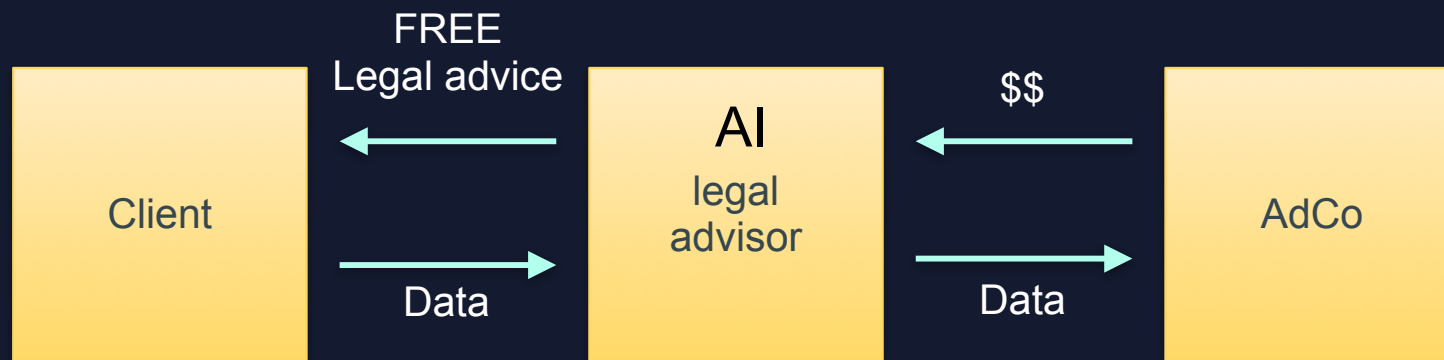 FREE
Legal advice
$$
AI
legal
advisor
Client
AdCo
Data
Data